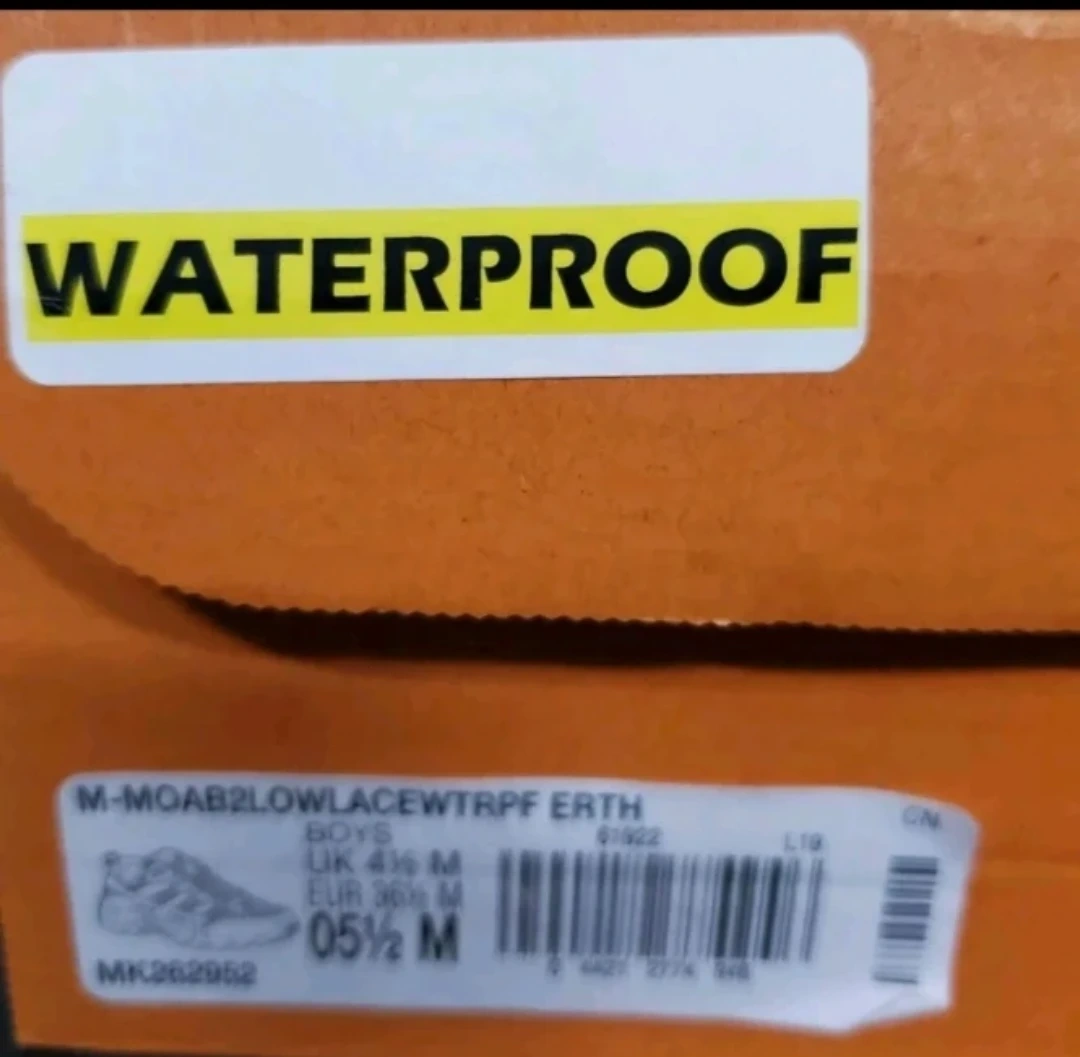 WATERPROOF
M-MOAB2LOWLACEWTRPF ERTH
BOYS
UK 4½ M
EUR 36½ M
05½ M
MK262952